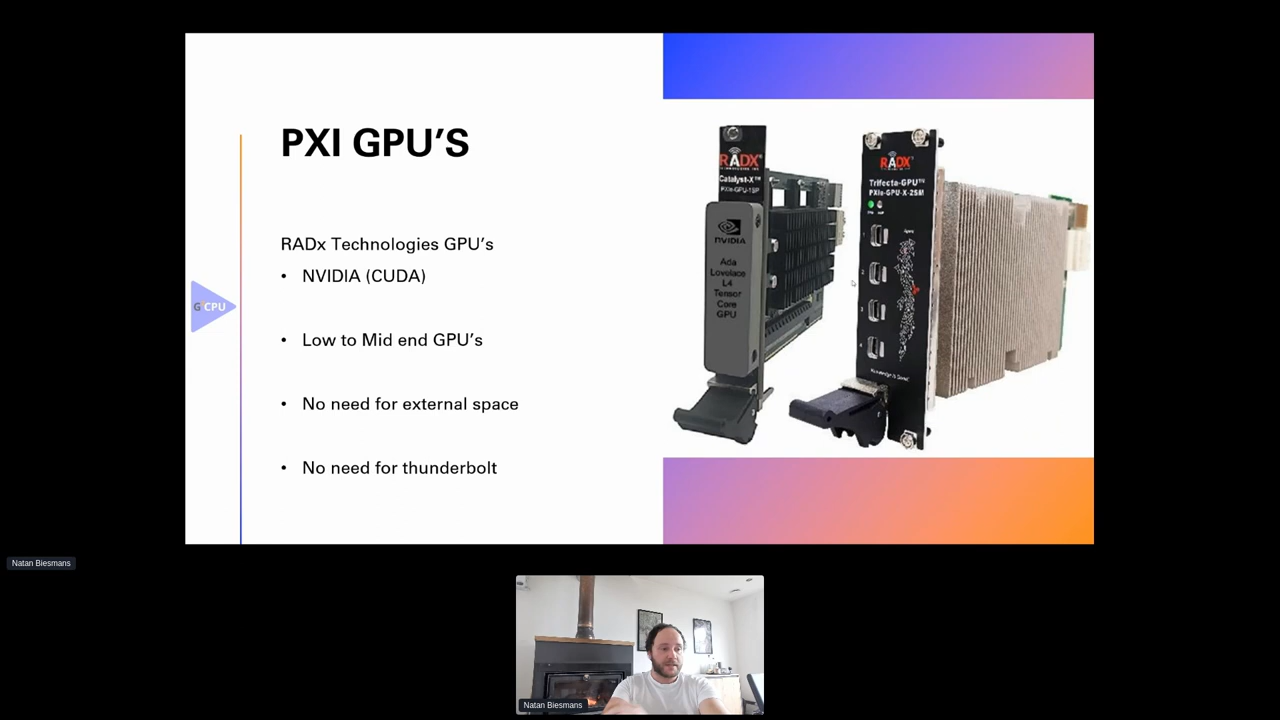 PXI GPU’S
RADx Technologies GPU’s
• NVIDIA (CUDA)
• Low to Mid end GPU’s
• No need for external space
• No need for thunderbolt
G²CPU
RADX
Catalyst-X™
PXIe-GPU-1SP
NVIDIA
Ada
Lovelace
L4
Tensor
Core
GPU
RADX
Trifecta-GPU™
PXIe-GPU-X-2SM
Natan Biesmans
Natan Biesmans